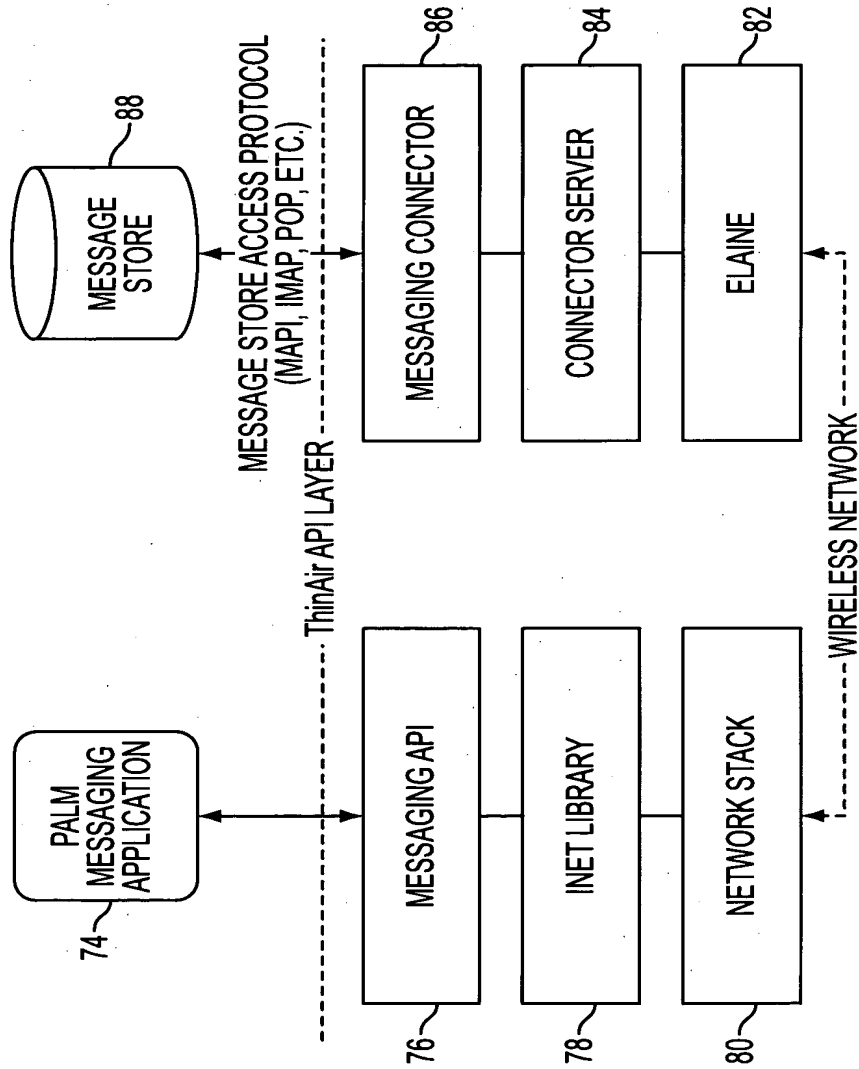 PALM
MESSAGING
APPLICATION
74
MESSAGE
STORE
88
MESSAGE STORE ACCESS PROTOCOL
(MAPI, IMAP, POP, ETC.)
ThinAir API LAYER
MESSAGING API
76
MESSAGING CONNECTOR
86
INET LIBRARY
78
CONNECTOR SERVER
84
NETWORK STACK
80
ELAINE
82
WIRELESS NETWORK